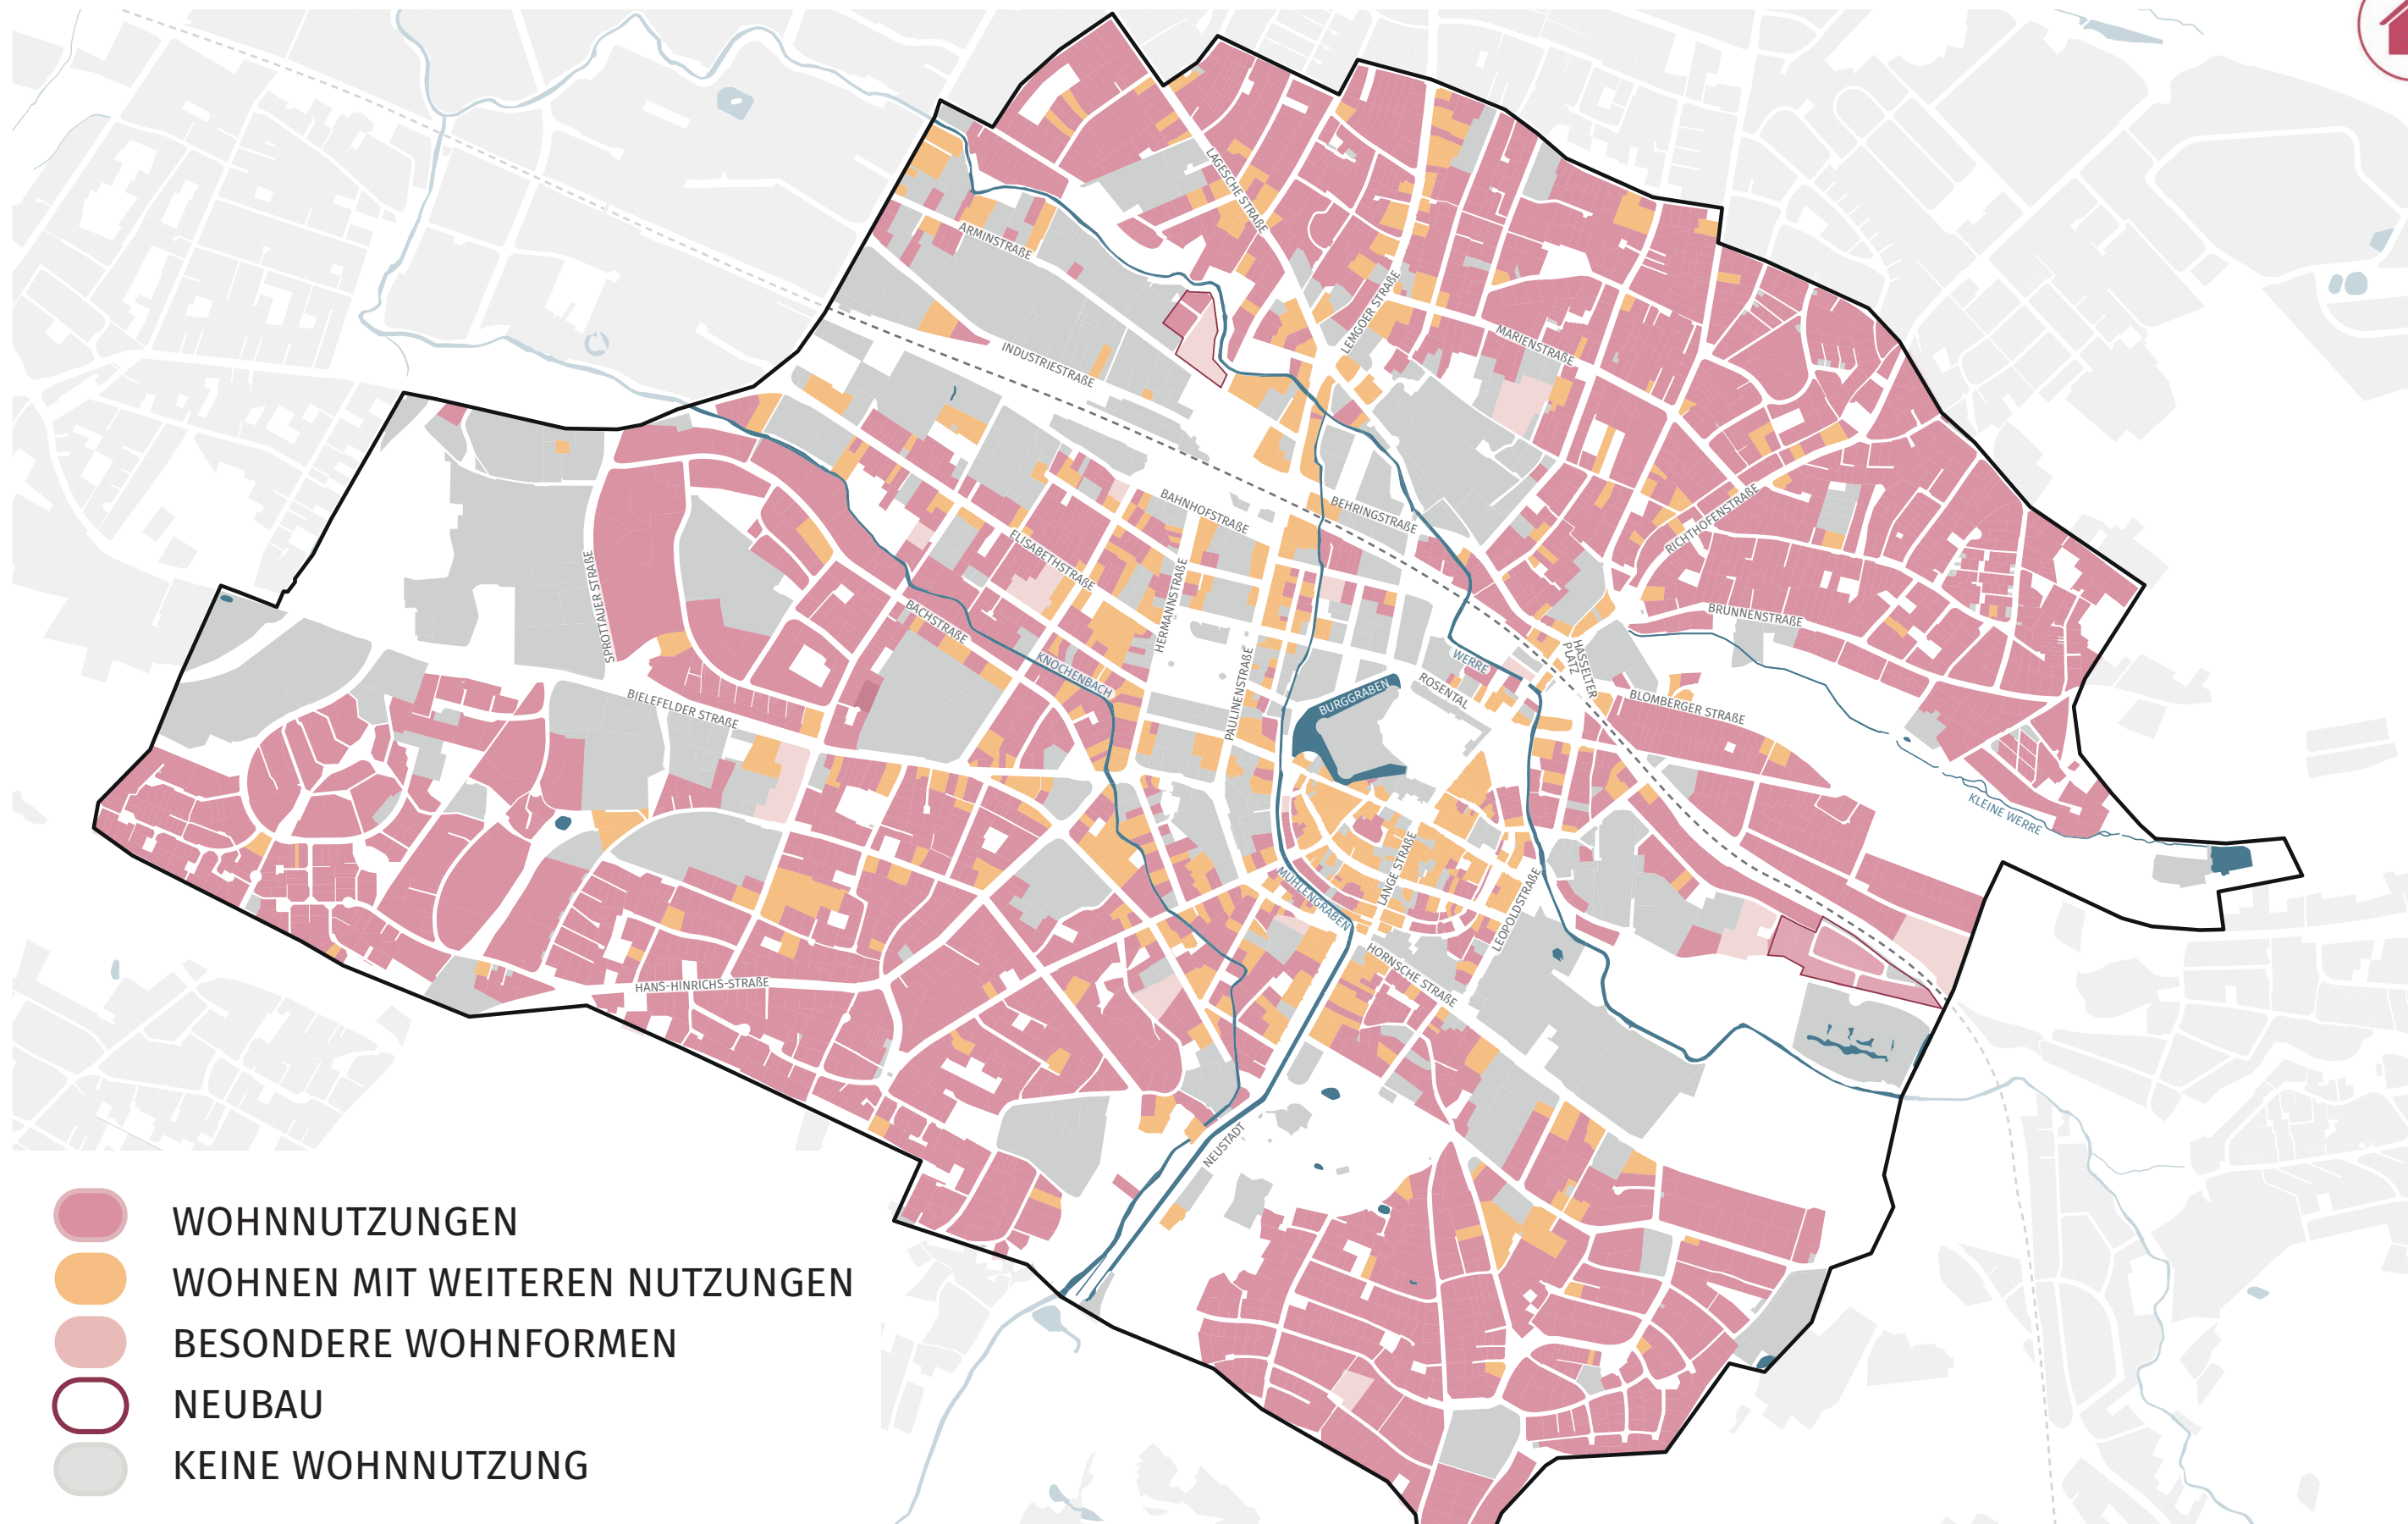 LAGESCHE STRAßE
ARMINSTRAßE
LEMGOER STRAßE
INDUSTRIESTRAßE
MARIENSTRAßE
BAHNHOFSTRAßE
BEHRINGSTRAßE
RICHTHOFENSTRAßE
ELISABETHSTRAßE
SPROTTAUER STRAßE
HERMANNSTRAßE
BACHSTRAßE
BRUNNENSTRAßE
KNOCHENBACH
WERRE
HASSELTER
PLATZ
ROSENTAL
BURGGRABEN
PAULINENSTRAßE
BIELEFELDER STRAßE
BLOMBERGER STRAßE
KLEINE WERRE
LANGE STRAßE
MÜHLENGRABEN
LEOPOLDSTRAßE
HORNSCHE STRAßE
HANS-HINRICHS-STRAßE
NEUSTADT
WOHNNUTZUNGEN
WOHNEN MIT WEITEREN NUTZUNGEN
BESONDERE WOHNFORMEN
NEUBAU
KEINE WOHNNUTZUNG